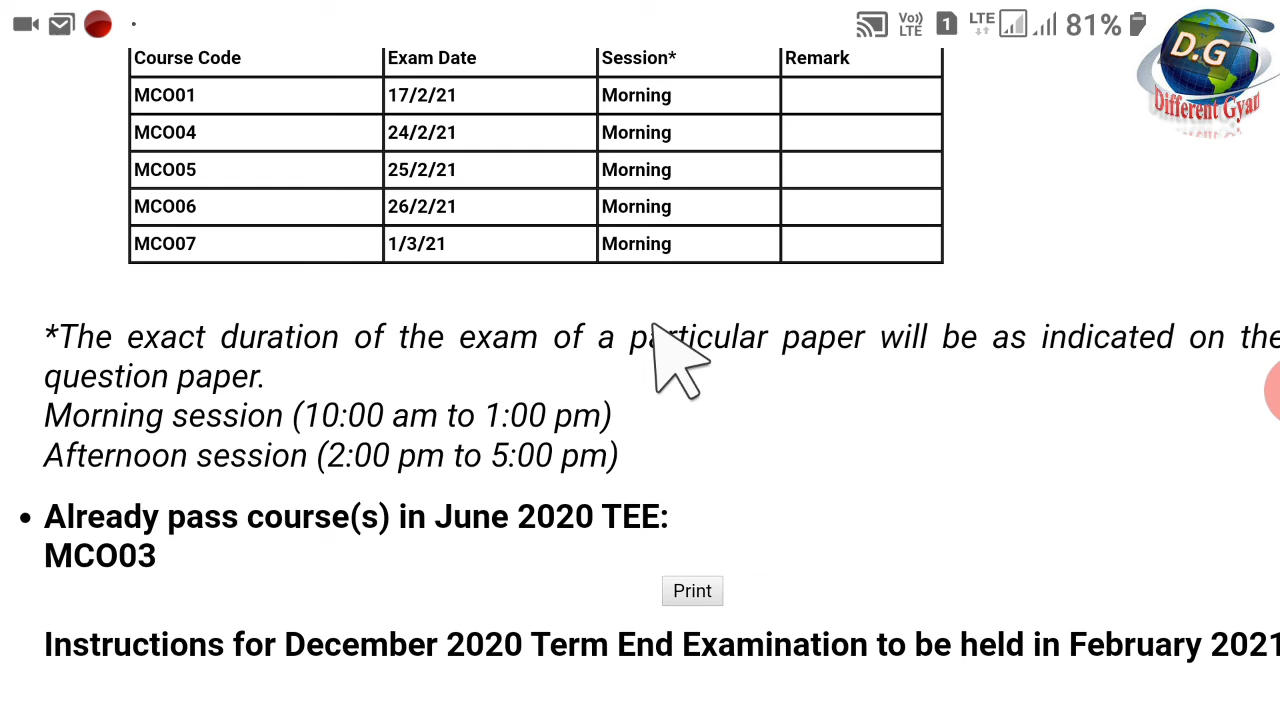 Vo)) LTE 1 LTE 81%
D.G
Different Gyan
Course Code Exam Date Session* Remark
MCO01 17/2/21 Morning
MCO04 24/2/21 Morning
MCO05 25/2/21 Morning
MCO06 26/2/21 Morning
MCO07 1/3/21 Morning
*The exact duration of the exam of a particular paper will be as indicated on the
question paper.
Morning session (10:00 am to 1:00 pm)
Afternoon session (2:00 pm to 5:00 pm)
• Already pass course(s) in June 2020 TEE:
MCO03
Print
Instructions for December 2020 Term End Examination to be held in February 2021